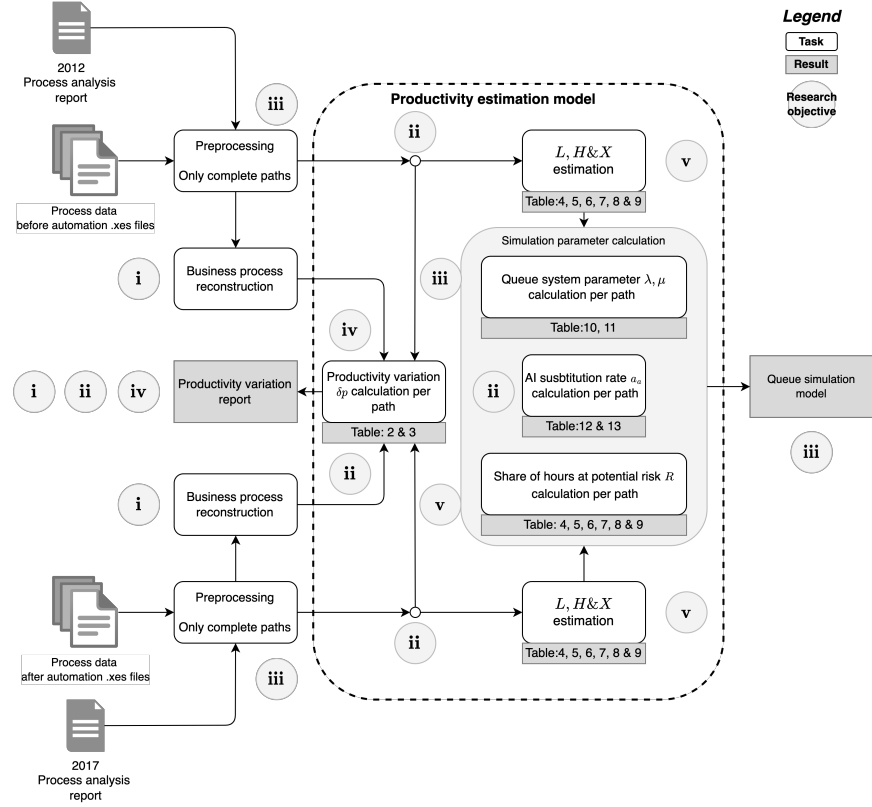 Legend
Task
Result
Research
objective
2012
Process analysis
report
iii
Productivity estimation model
ii
Preprocessing
Only complete paths
L, H&X
estimation
v
Table:4, 5, 6, 7, 8 & 9
Process data
before automation .xes files
Simulation parameter calculation
i
Business process
reconstruction
iii
Queue system parameter λ, μ
calculation per path
Table:10, 11
iv
i
ii
iv
Productivity variation
report
Productivity variation
δp calculation per
path
Table: 2 & 3
ii
AI susbtitution rate aₐ
calculation per path
Table:12 & 13
Queue simulation
model
iii
ii
i
Business process
reconstruction
v
Share of hours at potential risk R
calculation per path
Table: 4, 5, 6, 7, 8 & 9
Preprocessing
Only complete paths
L, H&X
estimation
v
Table:4, 5, 6, 7, 8 & 9
ii
Process data
after automation .xes files
iii
2017
Process analysis
report